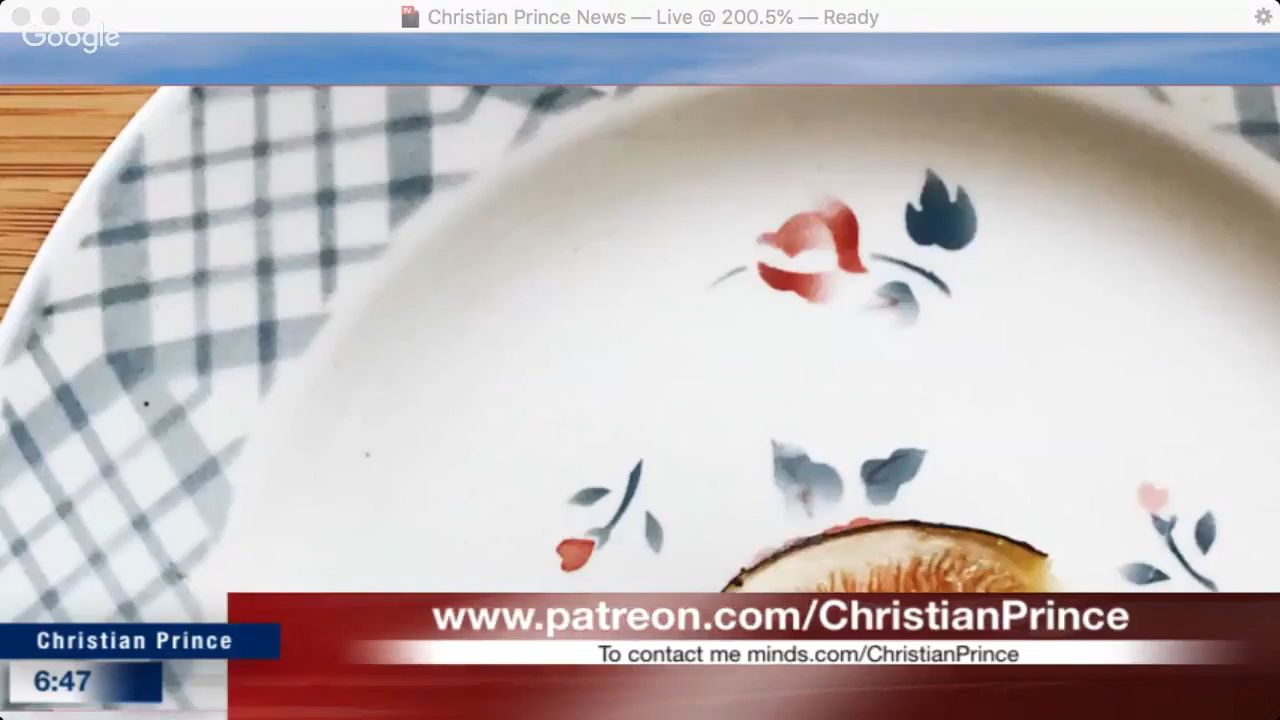 Christian Prince News — Live @ 200.5% — Ready
Google
www.patreon.com/ChristianPrince
To contact me minds.com/ChristianPrince
Christian Prince
6:47